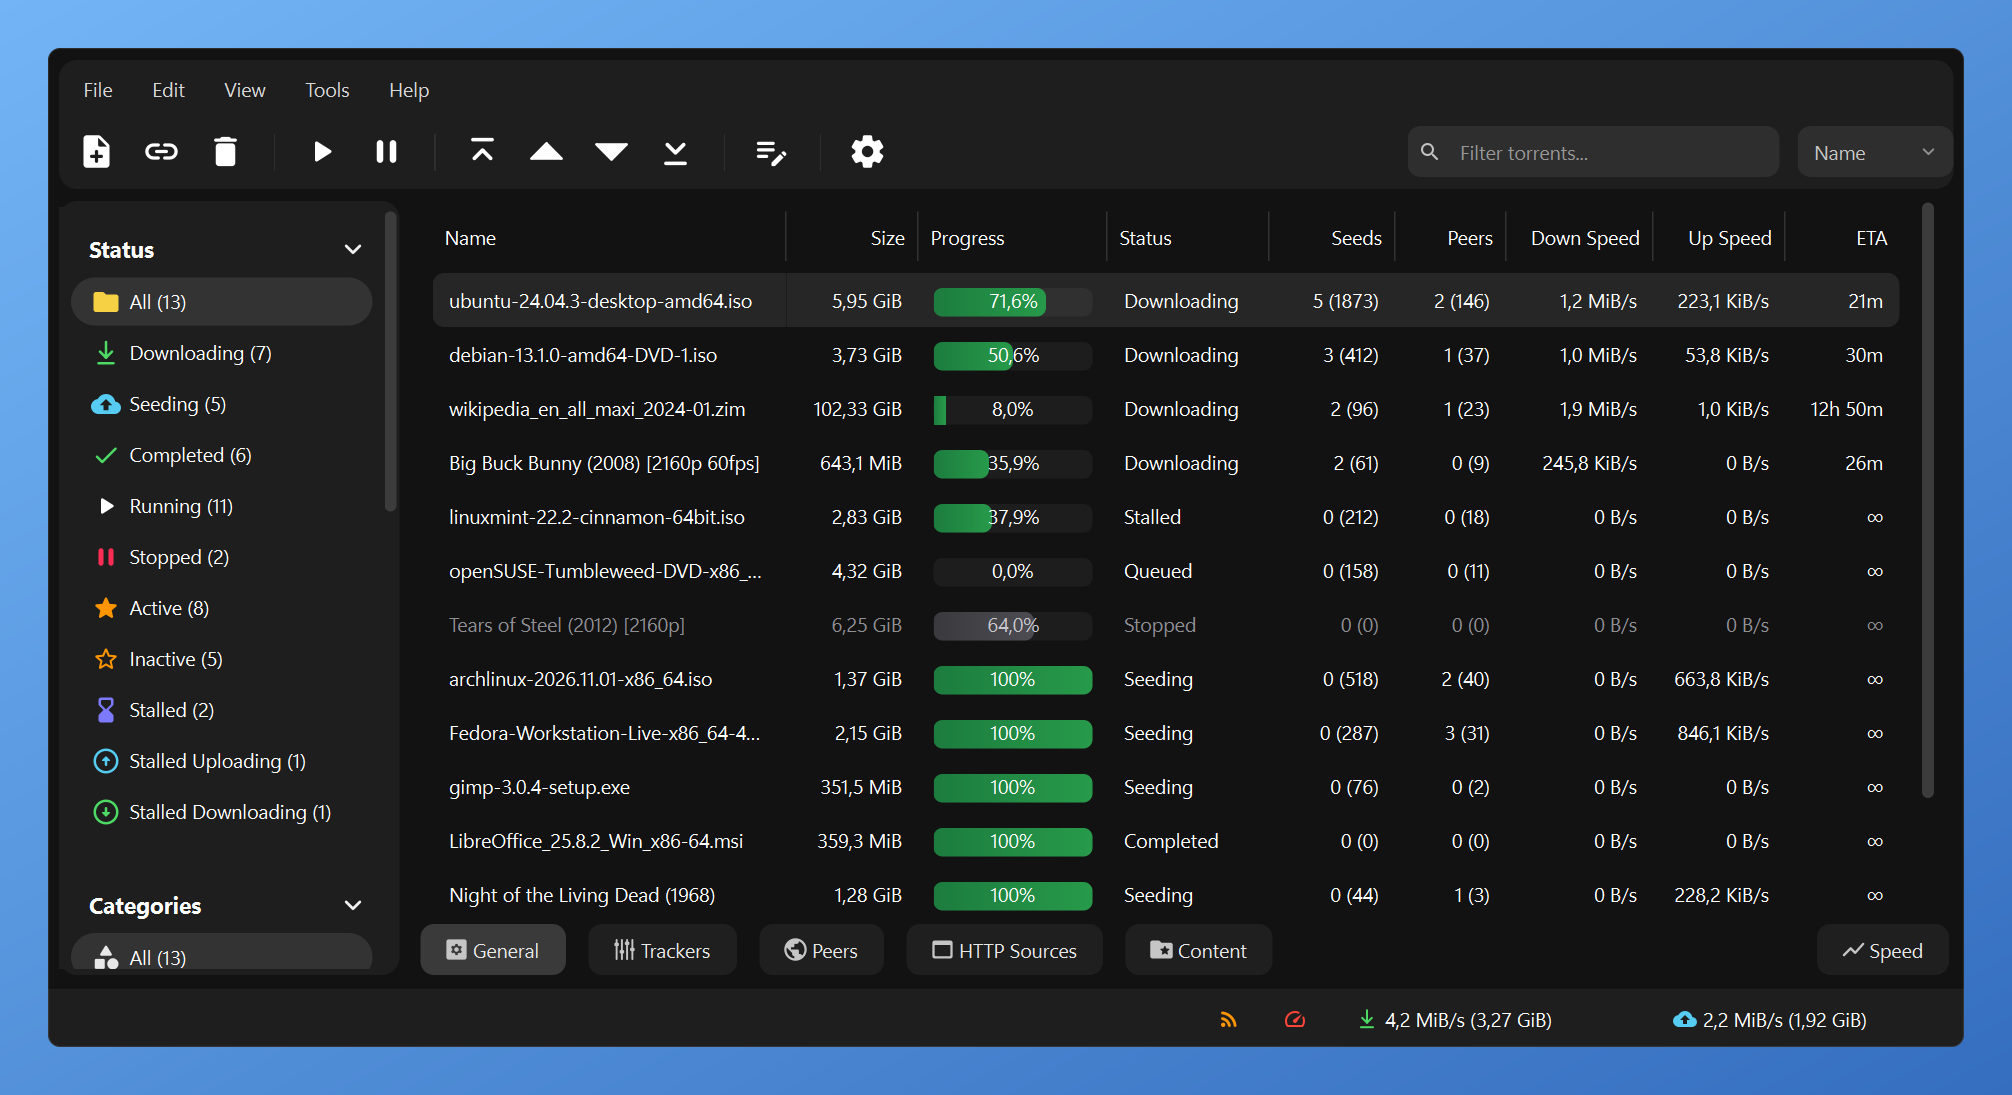 File Edit View Tools Help
Filter torrents... Name
Status
All (13)
Downloading (7)
Seeding (5)
Completed (6)
Running (11)
Stopped (2)
Active (8)
Inactive (5)
Stalled (2)
Stalled Uploading (1)
Stalled Downloading (1)
Categories
All (13)
Name Size Progress Status Seeds Peers Down Speed Up Speed ETA
ubuntu-24.04.3-desktop-amd64.iso 5,95 GiB 71,6% Downloading 5 (1873) 2 (146) 1,2 MiB/s 223,1 KiB/s 21m
debian-13.1.0-amd64-DVD-1.iso 3,73 GiB 50,6% Downloading 3 (412) 1 (37) 1,0 MiB/s 53,8 KiB/s 30m
wikipedia_en_all_maxi_2024-01.zim 102,33 GiB 8,0% Downloading 2 (96) 1 (23) 1,9 MiB/s 1,0 KiB/s 12h 50m
Big Buck Bunny (2008) [2160p 60fps] 643,1 MiB 35,9% Downloading 2 (61) 0 (9) 245,8 KiB/s 0 B/s 26m
linuxmint-22.2-cinnamon-64bit.iso 2,83 GiB 37,9% Stalled 0 (212) 0 (18) 0 B/s 0 B/s ∞
openSUSE-Tumbleweed-DVD-x86_... 4,32 GiB 0,0% Queued 0 (158) 0 (11) 0 B/s 0 B/s ∞
Tears of Steel (2012) [2160p] 6,25 GiB 64,0% Stopped 0 (0) 0 (0) 0 B/s 0 B/s ∞
archlinux-2026.11.01-x86_64.iso 1,37 GiB 100% Seeding 0 (518) 2 (40) 0 B/s 663,8 KiB/s ∞
Fedora-Workstation-Live-x86_64-4... 2,15 GiB 100% Seeding 0 (287) 3 (31) 0 B/s 846,1 KiB/s ∞
gimp-3.0.4-setup.exe 351,5 MiB 100% Seeding 0 (76) 0 (2) 0 B/s 0 B/s ∞
LibreOffice_25.8.2_Win_x86-64.msi 359,3 MiB 100% Completed 0 (0) 0 (0) 0 B/s 0 B/s ∞
Night of the Living Dead (1968) 1,28 GiB 100% Seeding 0 (44) 1 (3) 0 B/s 228,2 KiB/s ∞
General Trackers Peers HTTP Sources Content Speed
4,2 MiB/s (3,27 GiB) 2,2 MiB/s (1,92 GiB)